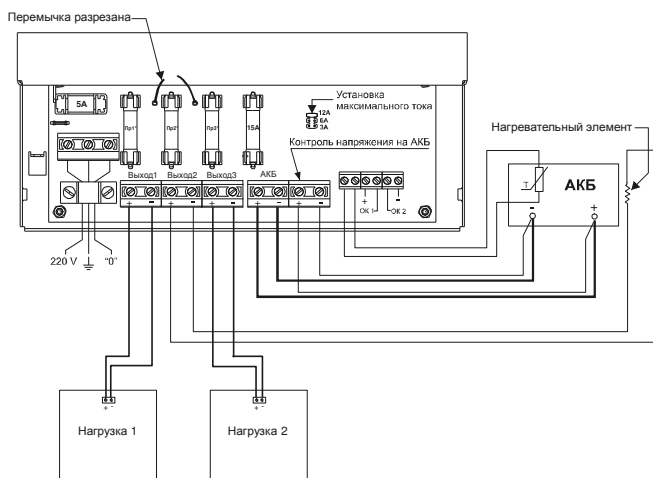 Перемычка разрезана
5А
Пр1*
Пр2*
Пр3*
15А
Установка
максимального тока
12А
6А
3А
Нагревательный элемент
Контроль напряжения на АКБ
Выход1
Выход2
Выход3
АКБ
+ - + - + - + - + -
+ -
ОК 1 ОК 2
Т
АКБ
- +
220 V "0"
+ -
Нагрузка 1
+ -
Нагрузка 2